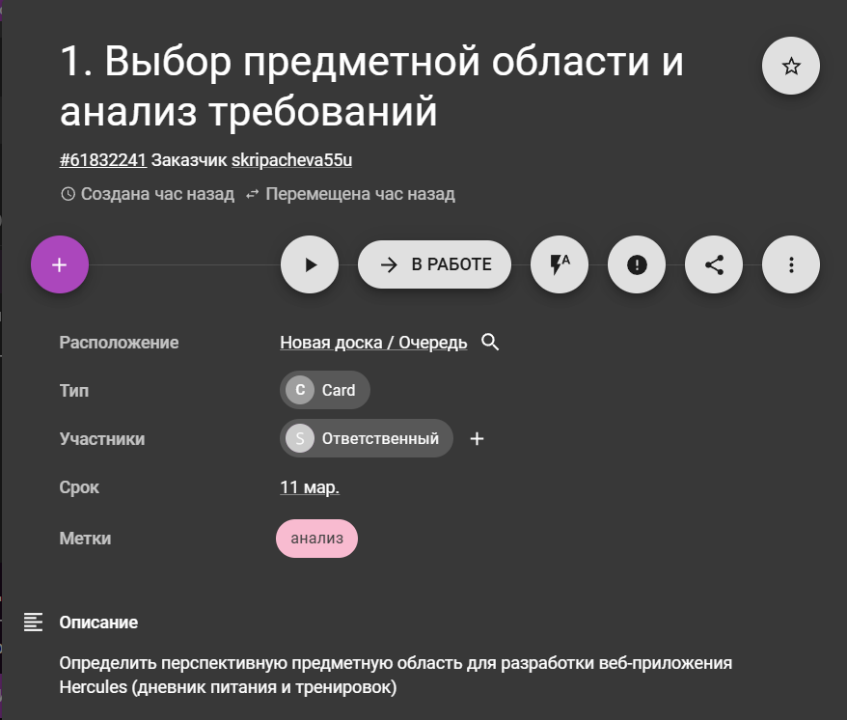 1. Выбор предметной области и
анализ требований
#61832241 Заказчик skripacheva55u
Создана час назад Перемещена час назад
В РАБОТЕ
Расположение Новая доска / Очередь
Тип C Card
Участники S Ответственный
Срок 11 мар.
Метки анализ
Описание
Определить перспективную предметную область для разработки веб-приложения
Hercules (дневник питания и тренировок)